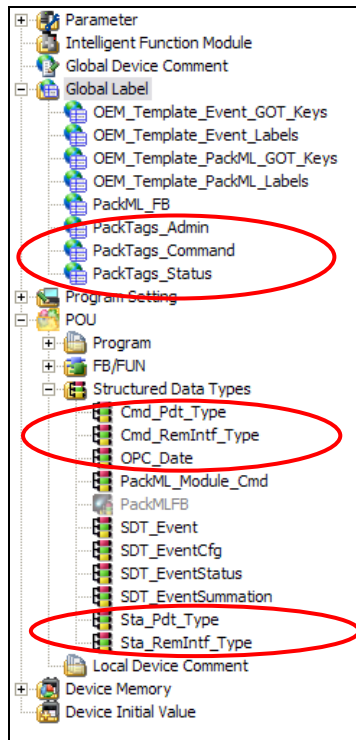 Parameter
Intelligent Function Module
Global Device Comment
Global Label
OEM_Template_Event_GOT_Keys
OEM_Template_Event_Labels
OEM_Template_PackML_GOT_Keys
OEM_Template_PackML_Labels
PackML_FB
PackTags_Admin
PackTags_Command
PackTags_Status
Program Setting
POU
Program
FB/FUN
Structured Data Types
Cmd_Pdt_Type
Cmd_RemIntf_Type
OPC_Date
PackML_Module_Cmd
PackMLFB
SDT_Event
SDT_EventCfg
SDT_EventStatus
SDT_EventSummation
Sta_Pdt_Type
Sta_RemIntf_Type
Local Device Comment
Device Memory
Device Initial Value